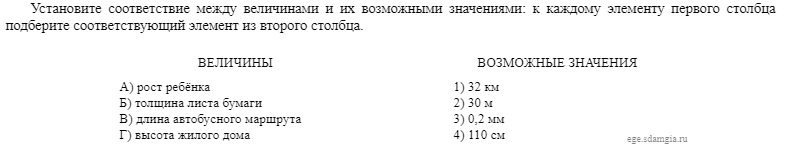 Установите соответствие между величинами и их возможными значениями: к каждому элементу первого столбца
подберите соответствующий элемент из второго столбца.
ВЕЛИЧИНЫ
ВОЗМОЖНЫЕ ЗНАЧЕНИЯ
А) рост ребёнка
Б) толщина листа бумаги
В) длина автобусного маршрута
Г) высота жилого дома
1) 32 км
2) 30 м
3) 0,2 мм
4) 110 см
ege.sdamgia.ru